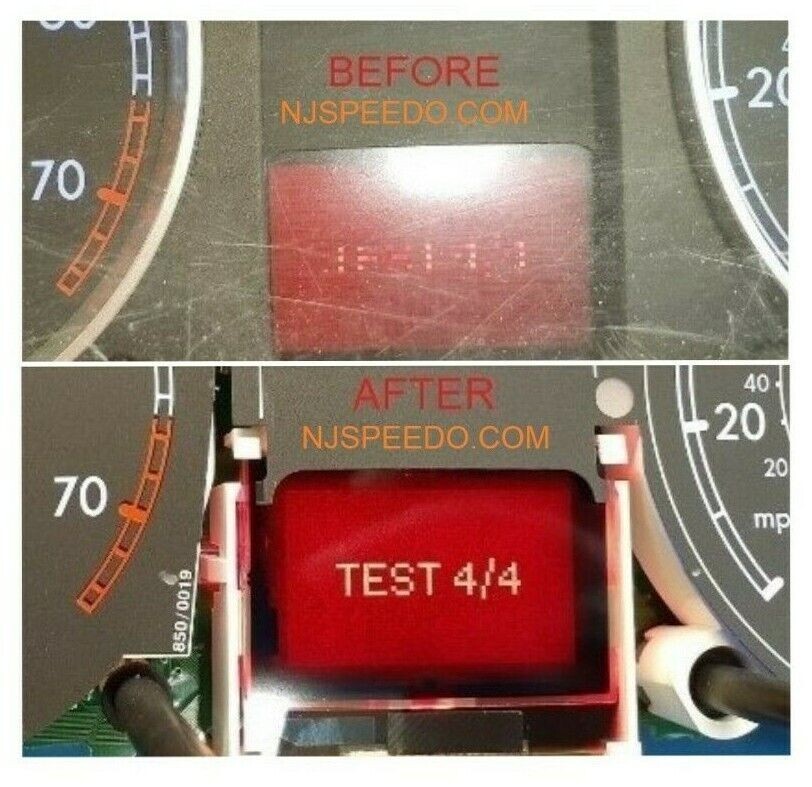 BEFORE
NJSPEEDO.COM
70
20
AFTER
NJSPEEDO.COM
40
20
20
mp
70
TEST 4/4
850/0019